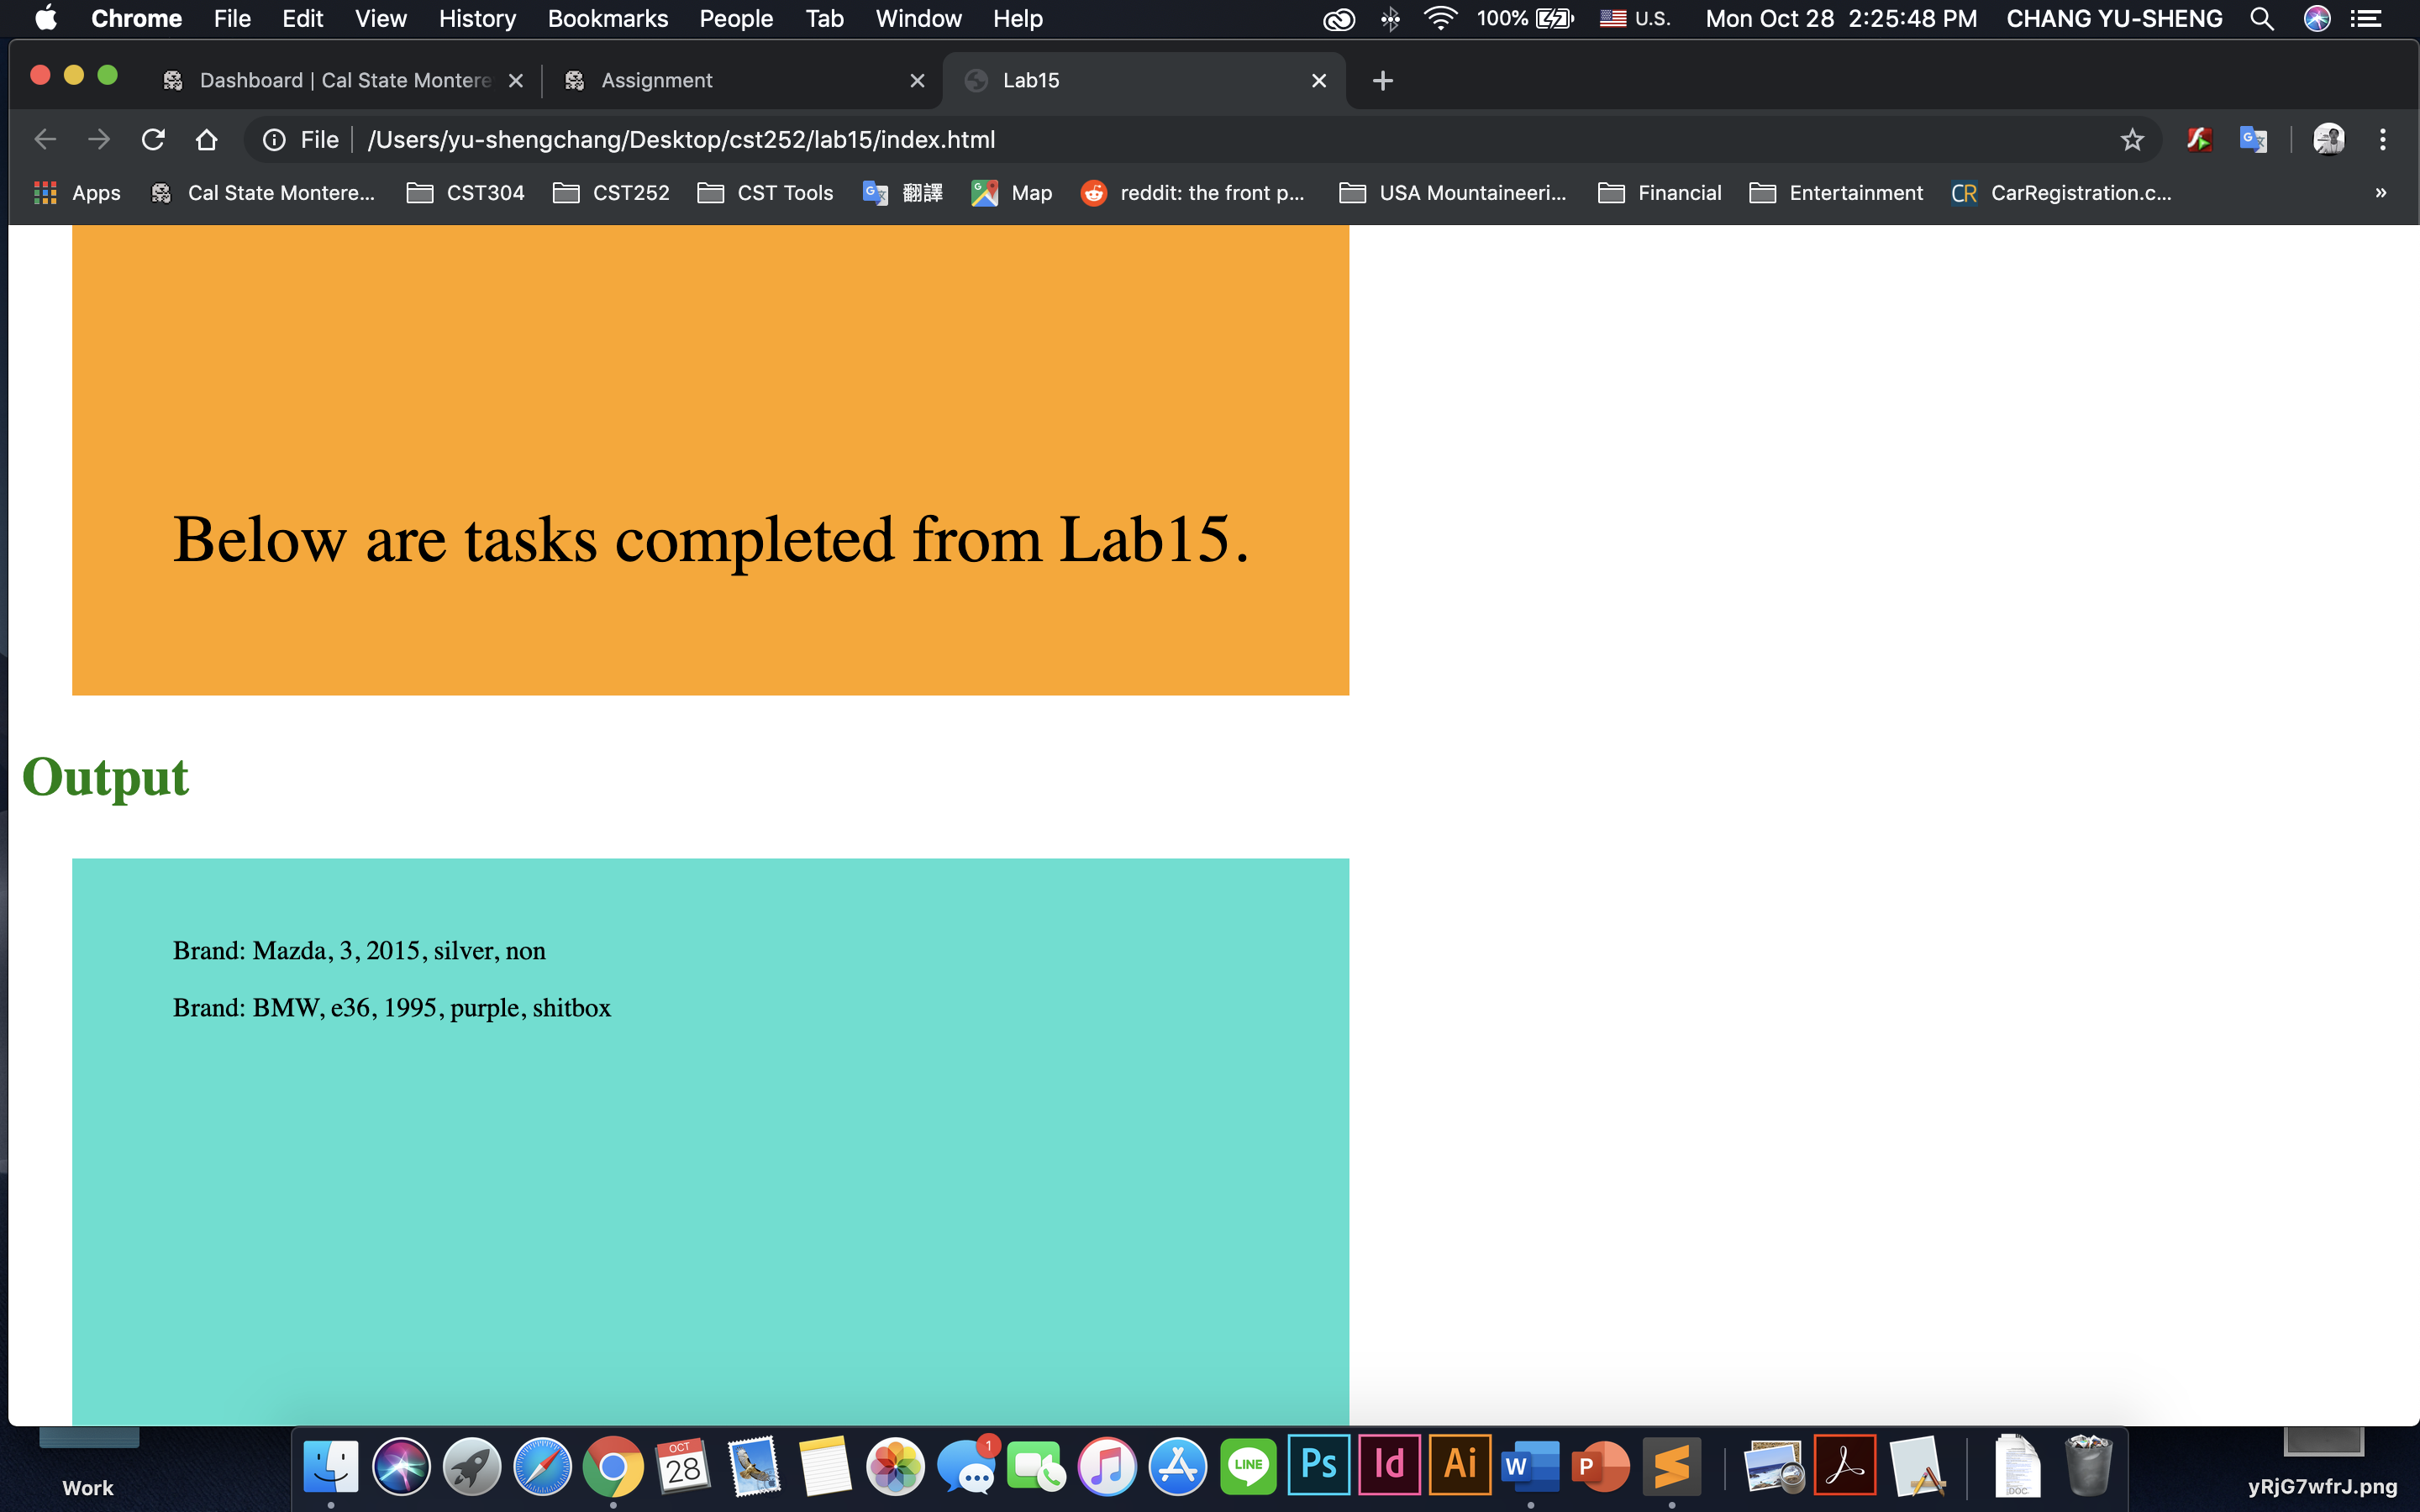 Chrome File Edit View History Bookmarks People Tab Window Help 100% U.S. Mon Oct 28 2:25:48 PM CHANG YU-SHENG
Dashboard | Cal State Montere Assignment Lab15
File /Users/yu-shengchang/Desktop/cst252/lab15/index.html
Apps Cal State Montere... CST304 CST252 CST Tools 翻譯 Map reddit: the front p... USA Mountaineeri... Financial Entertainment CR CarRegistration.c... »
Below are tasks completed from Lab15.
Output
Brand: Mazda, 3, 2015, silver, non
Brand: BMW, e36, 1995, purple, shitbox
OCT
28
1
LINE
Ps
Id
Ai
W
P
DOC
Work
yRjG7wfrJ.png